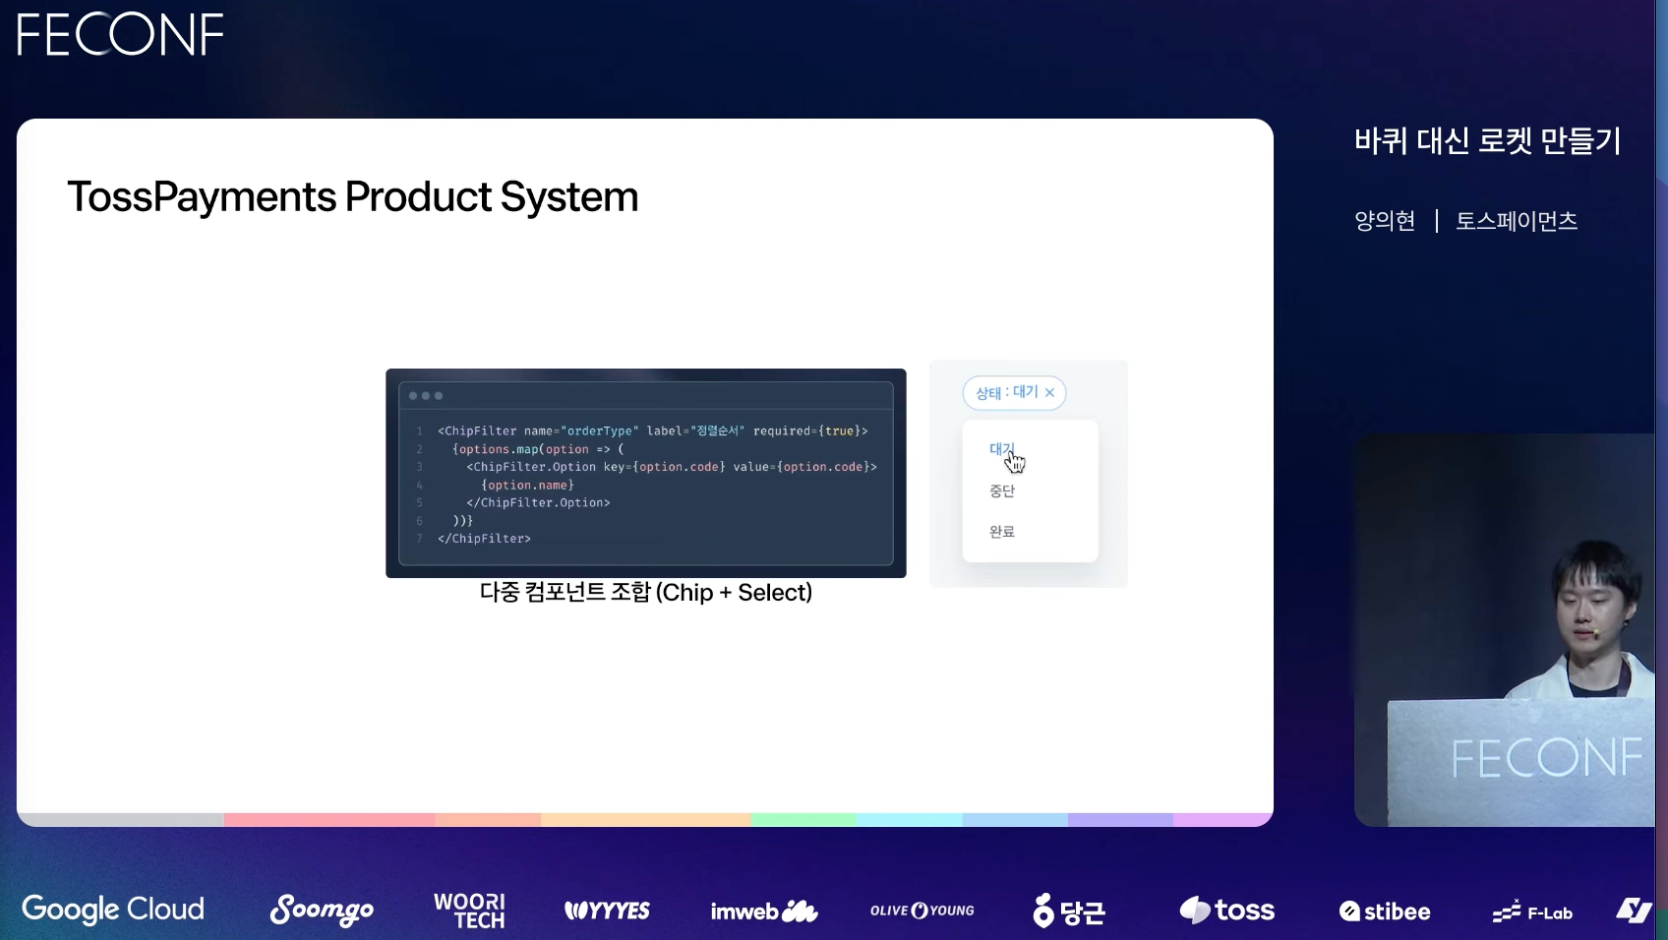 FECONF
TossPayments Product System
바퀴 대신 로켓 만들기
양의현 | 토스페이먼츠
1 <ChipFilter name="orderType" label="정렬순서" required={true}>
2 {options.map(option => (
3 <ChipFilter.Option key={option.code} value={option.code}>
4 {option.name}
5 </ChipFilter.Option>
6 ))}
7 </ChipFilter>
다중 컴포넌트 조합 (Chip + Select)
상태 : 대기 ×
대기
중단
완료
FECONF
Google Cloud
Soomgo
WOORI
TECH
WYYYES
imweb
OLIVE YOUNG
당근
toss
stibee
F-Lab